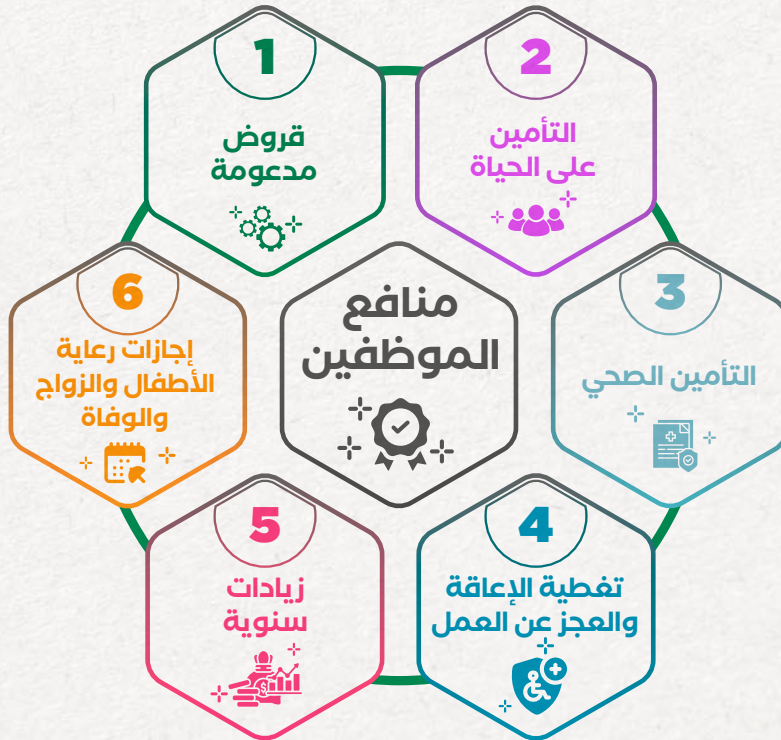 منافع
الموظفين
1
قروض
مدعومة
2
التأمين
على الحياة
3
التأمين الصحي
4
تغطية الإعاقة
والعجز عن العمل
5
زيادات
سنوية
6
إجازات رعاية
الأطفال والزواج
والوفاة